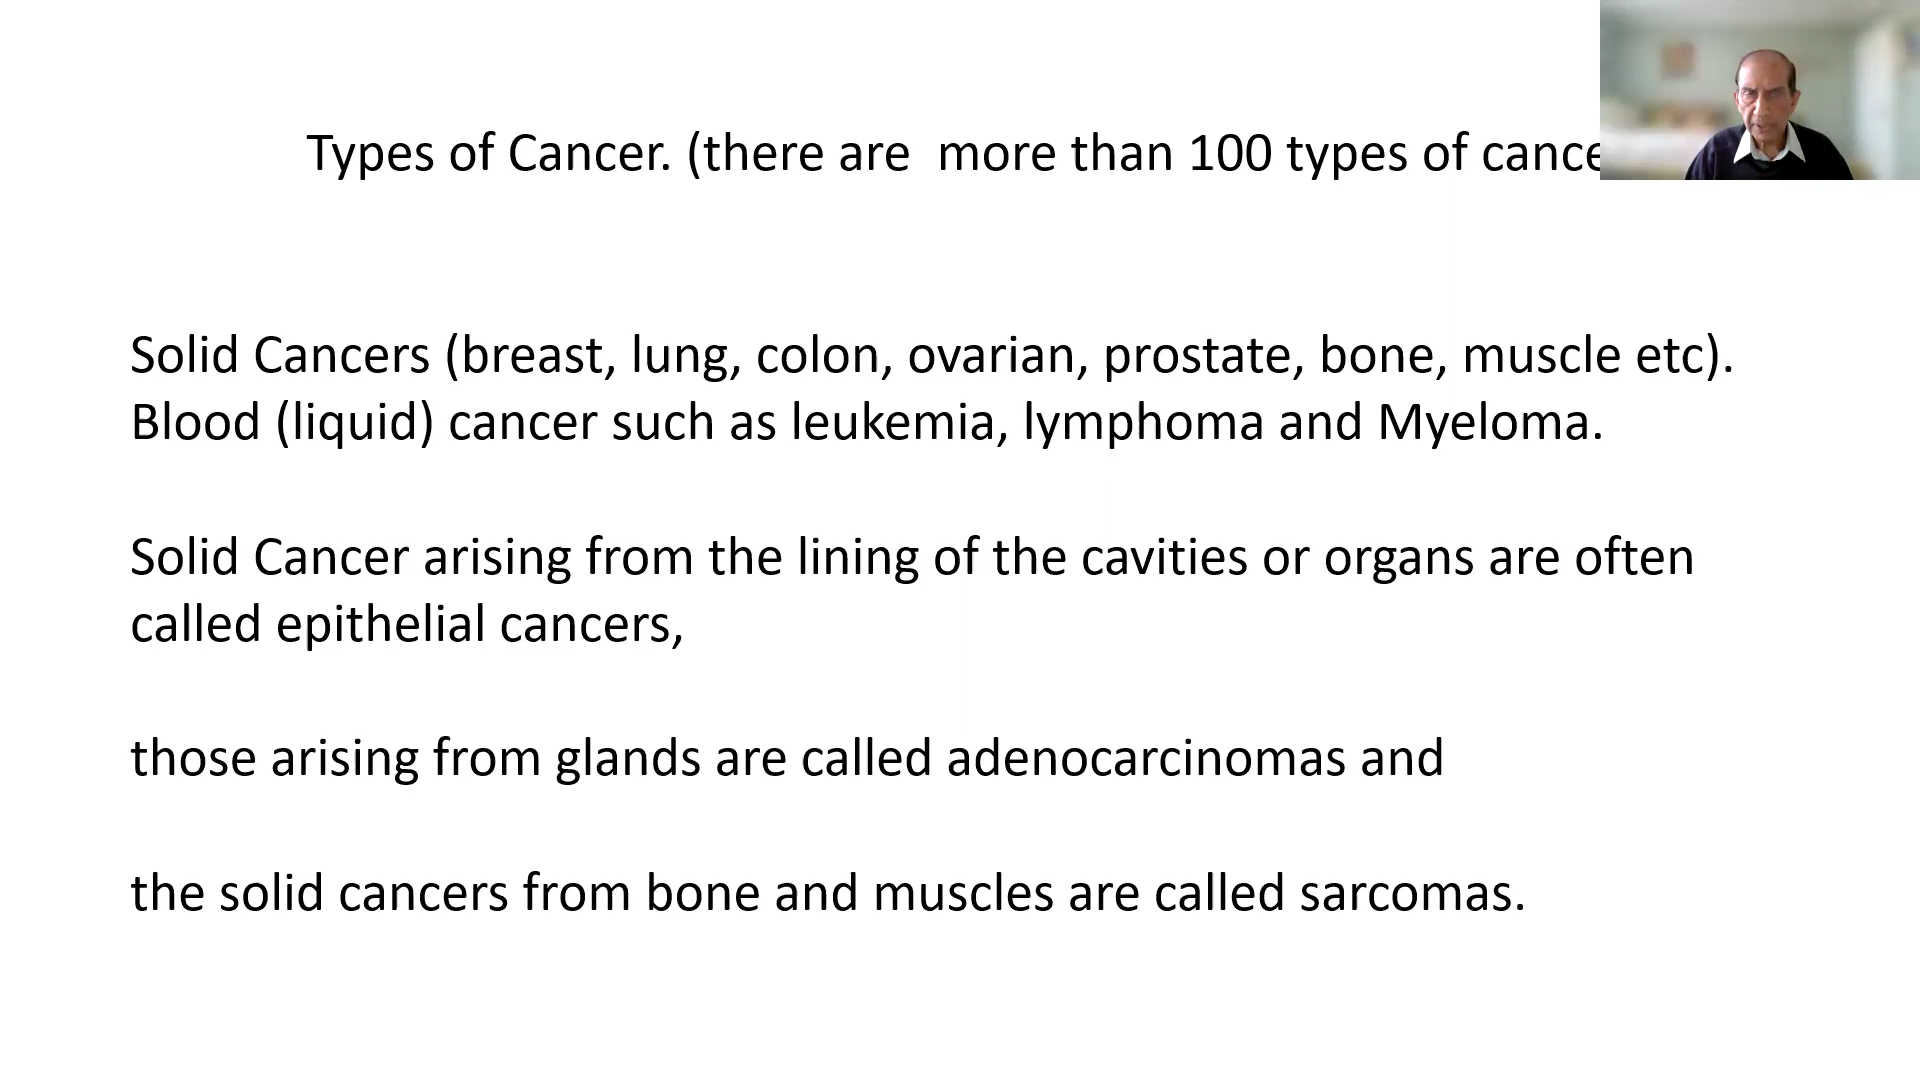 Types of Cancer. (there are  more than 100 types of cance
Solid Cancers (breast, lung, colon, ovarian, prostate, bone, muscle etc).
Blood (liquid) cancer such as leukemia, lymphoma and Myeloma.
Solid Cancer arising from the lining of the cavities or organs are often
called epithelial cancers,
those arising from glands are called adenocarcinomas and
the solid cancers from bone and muscles are called sarcomas.